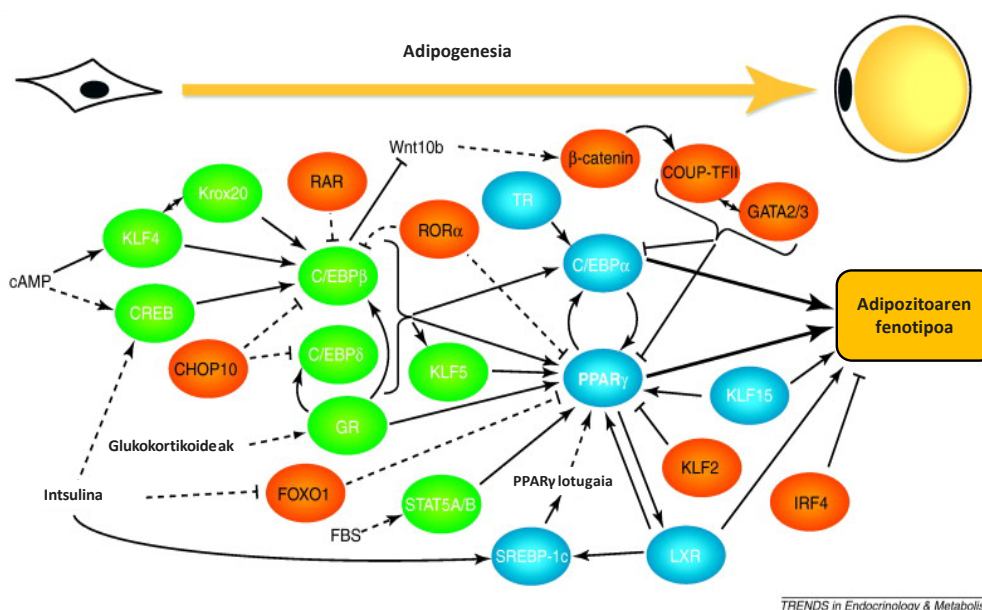 Adipogenesia
Wnt10b
β-catenin
COUP-TFII
GATA2/3
RAR
Krox20
TR
KLF4
RORα
C/EBPβ
C/EBPα
cAMP
CREB
Adipozitoaren
fenotipoa
CHOP10
C/EBPδ
KLF5
PPARγ
KLF15
GR
Glukokortikoideak
KLF2
Intsulina
FOXO1
STAT5A/B
PPARγ lotugaia
IRF4
FBS
SREBP-1c
LXR
TRENDS in Endocrinology & Metabolis